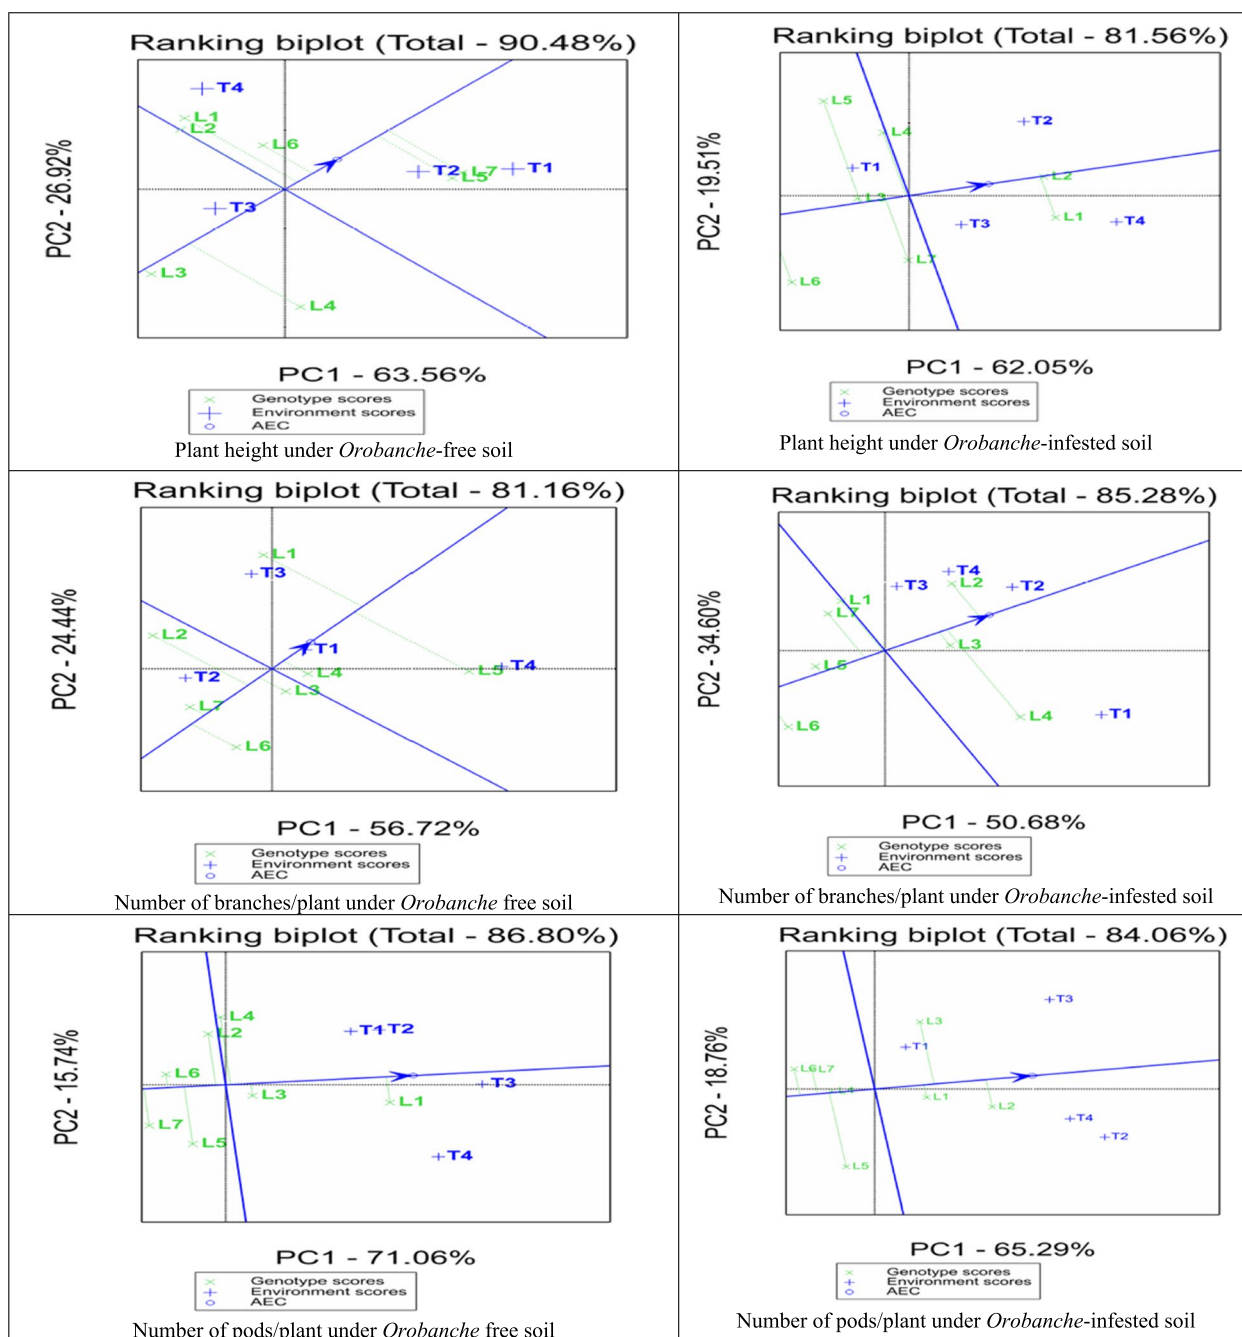 Ranking biplot (Total - 90.48%)
T4
L1
L2
L6
T2
L7
L5
T1
T3
L3
L4
PC2 - 26.92%
PC1 - 63.56%
Genotype scores
Environment scores
AEC
Plant height under Orobanche-free soil
Ranking biplot (Total - 81.56%)
L5
T2
L4
T1
L2
L3
L1
T4
T3
L7
L6
PC2 - 19.51%
PC1 - 62.05%
Genotype scores
Environment scores
AEC
Plant height under Orobanche-infested soil
Ranking biplot (Total - 81.16%)
L1
T3
L2
T1
T4
L5
L4
T2
L3
L7
L6
PC2 - 24.44%
PC1 - 56.72%
Genotype scores
Environment scores
AEC
Number of branches/plant under Orobanche free soil
Ranking biplot (Total - 85.28%)
T4
T3
L2
T2
L1
L7
L3
L5
L4
T1
L6
PC2 - 34.60%
PC1 - 50.68%
Genotype scores
Environment scores
AEC
Number of branches/plant under Orobanche-infested soil
Ranking biplot (Total - 86.80%)
L4
L2
T1
T2
L6
T3
L3
L1
L7
L5
T4
PC2 - 15.74%
PC1 - 71.06%
Genotype scores
Environment scores
AEC
Number of pods/plant under Orobanche free soil
Ranking biplot (Total - 84.06%)
T3
L3
T1
L6
L7
L4
L1
L2
T4
T2
L5
PC2 - 18.76%
PC1 - 65.29%
Genotype scores
Environment scores
AEC
Number of pods/plant under Orobanche-infested soil